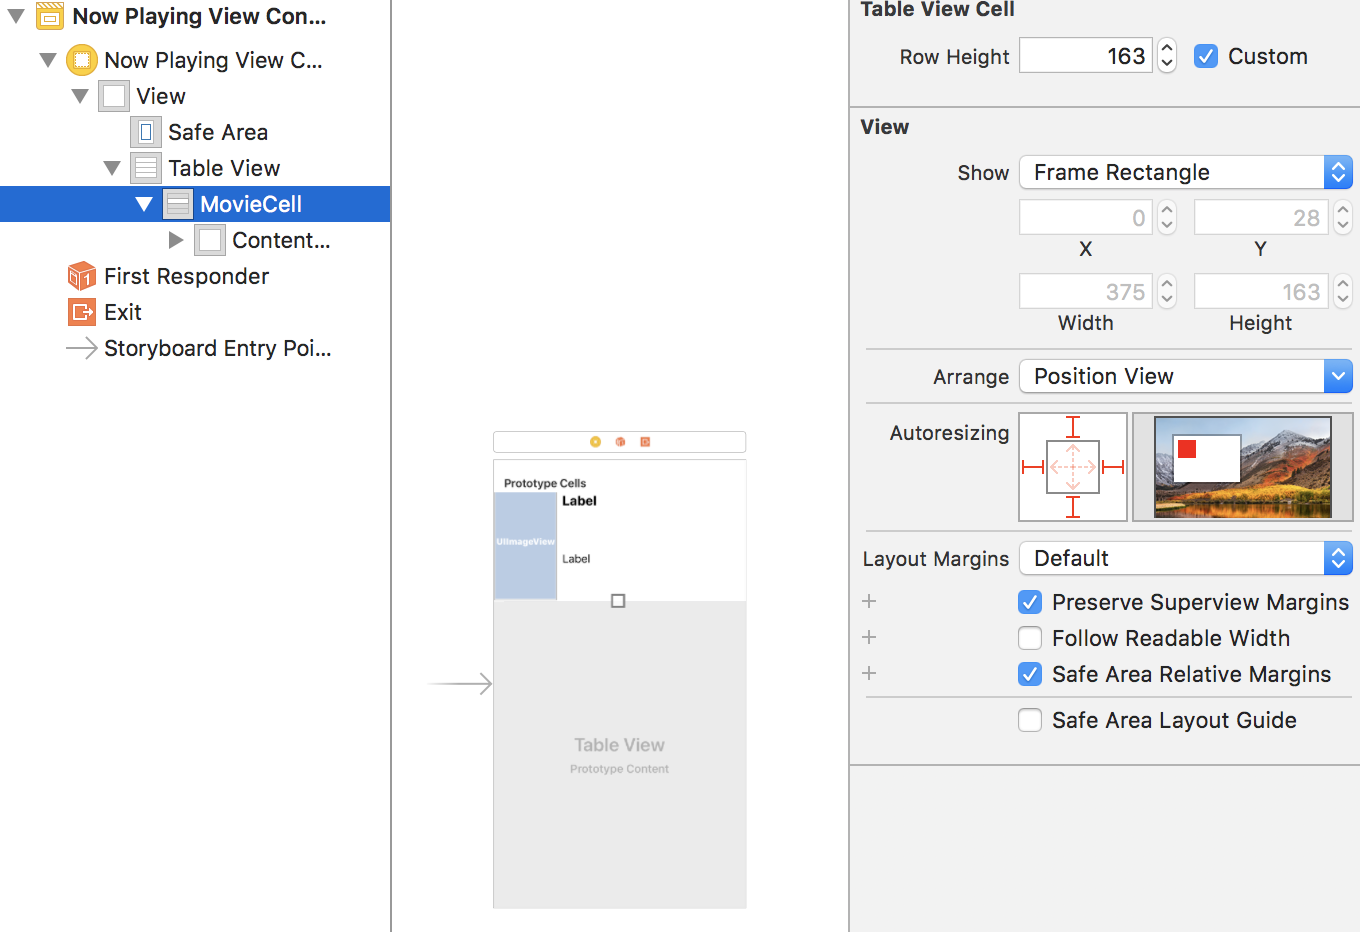 Now Playing View Con...
Now Playing View C...
View
Safe Area
Table View
MovieCell
Content...
First Responder
Exit
Storyboard Entry Poi...
Prototype Cells
Label
UIImageView
Label
Table View
Prototype Content
Table View Cell
Row Height 163 Custom
View
Show Frame Rectangle
0 28
X Y
375 163
Width Height
Arrange Position View
Autoresizing
Layout Margins Default
Preserve Superview Margins
Follow Readable Width
Safe Area Relative Margins
Safe Area Layout Guide